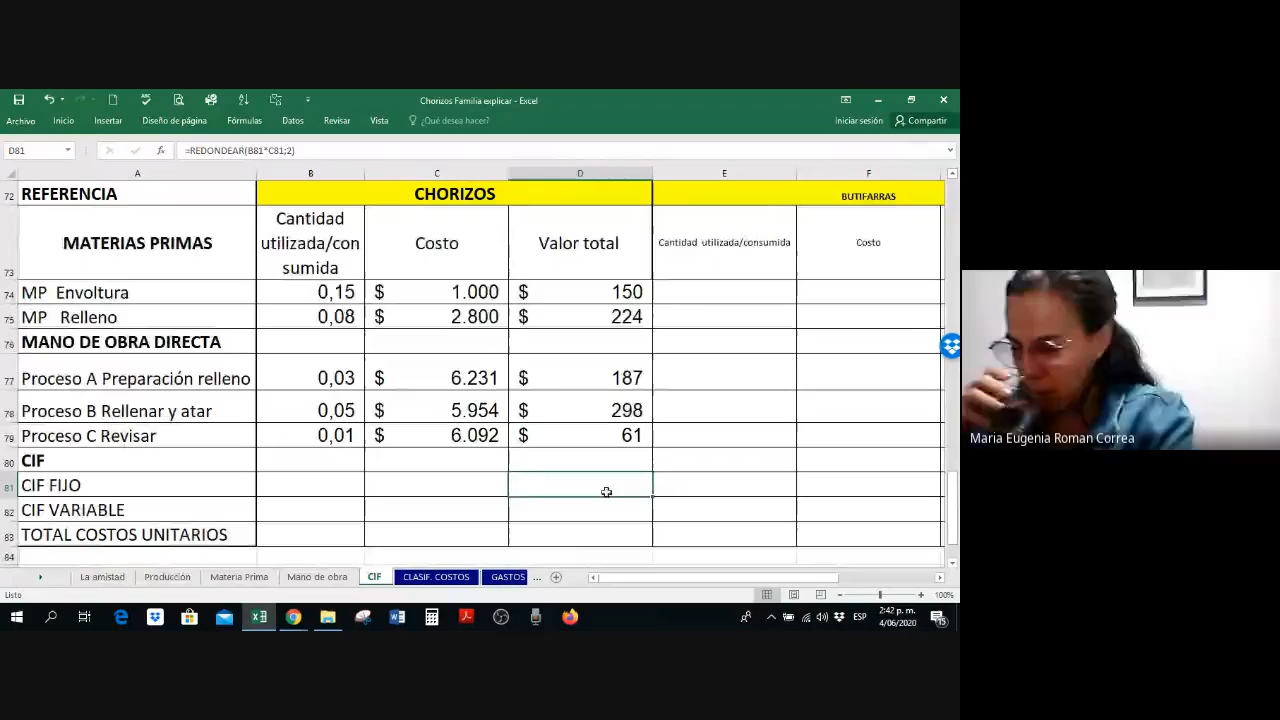 Chorizos Familia explicar - Excel
Archivo Inicio Insertar Diseño de página Fórmulas Datos Revisar Vista ¿Qué desea hacer? Iniciar sesión Compartir
D81 fx =REDONDEAR(B81*C81;2)
A B C D E F
72 REFERENCIA CHORIZOS BUTIFARRAS
73 MATERIAS PRIMAS Cantidad utilizada/con sumida Costo Valor total Cantidad utilizada/consumida Costo
74 MP Envoltura 0,15 $ 1.000 $ 150
75 MP Relleno 0,08 $ 2.800 $ 224
76 MANO DE OBRA DIRECTA
77 Proceso A Preparación relleno 0,03 $ 6.231 $ 187
78 Proceso B Rellenar y atar 0,05 $ 5.954 $ 298
79 Proceso C Revisar 0,01 $ 6.092 $ 61
80 CIF
81 CIF FIJO
82 CIF VARIABLE
83 TOTAL COSTOS UNITARIOS
84
La amistad Producción Materia Prima Mano de obra CIF CLASIF. COSTOS GASTOS ...
Listo 100%
2:42 p. m.
ESP
4/06/2020
15
Maria Eugenia Roman Correa